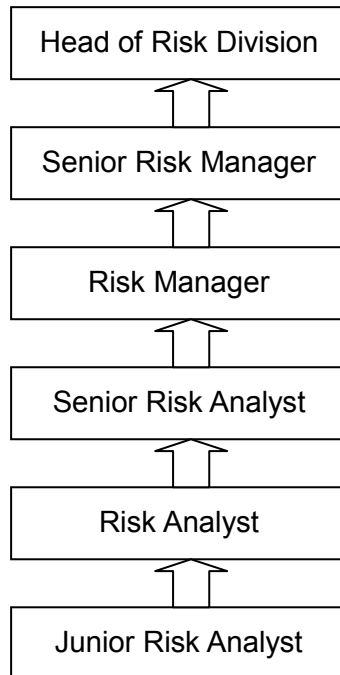 Head of Risk Division
Senior Risk Manager
Risk Manager
Senior Risk Analyst
Risk Analyst
Junior Risk Analyst